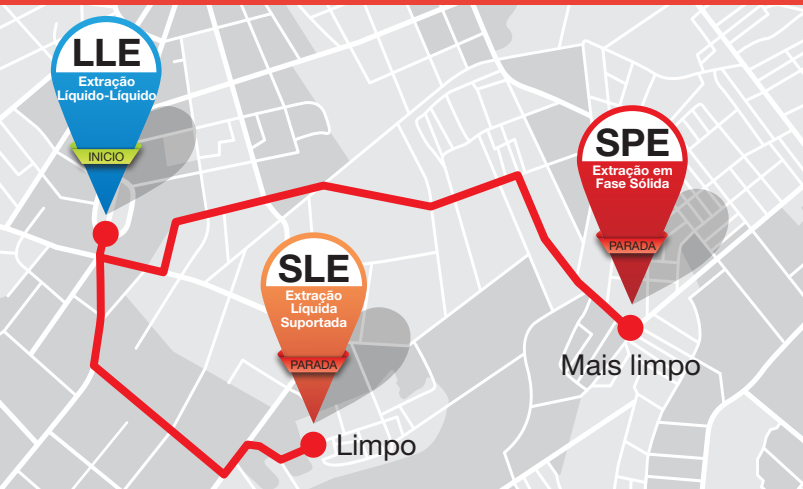 LLE
Extração
Líquido-Líquido
INICIO
SPE
Extração em
Fase Sólida
PARADA
Mais limpo
SLE
Extração
Líquida
Suportada
PARADA
Limpo